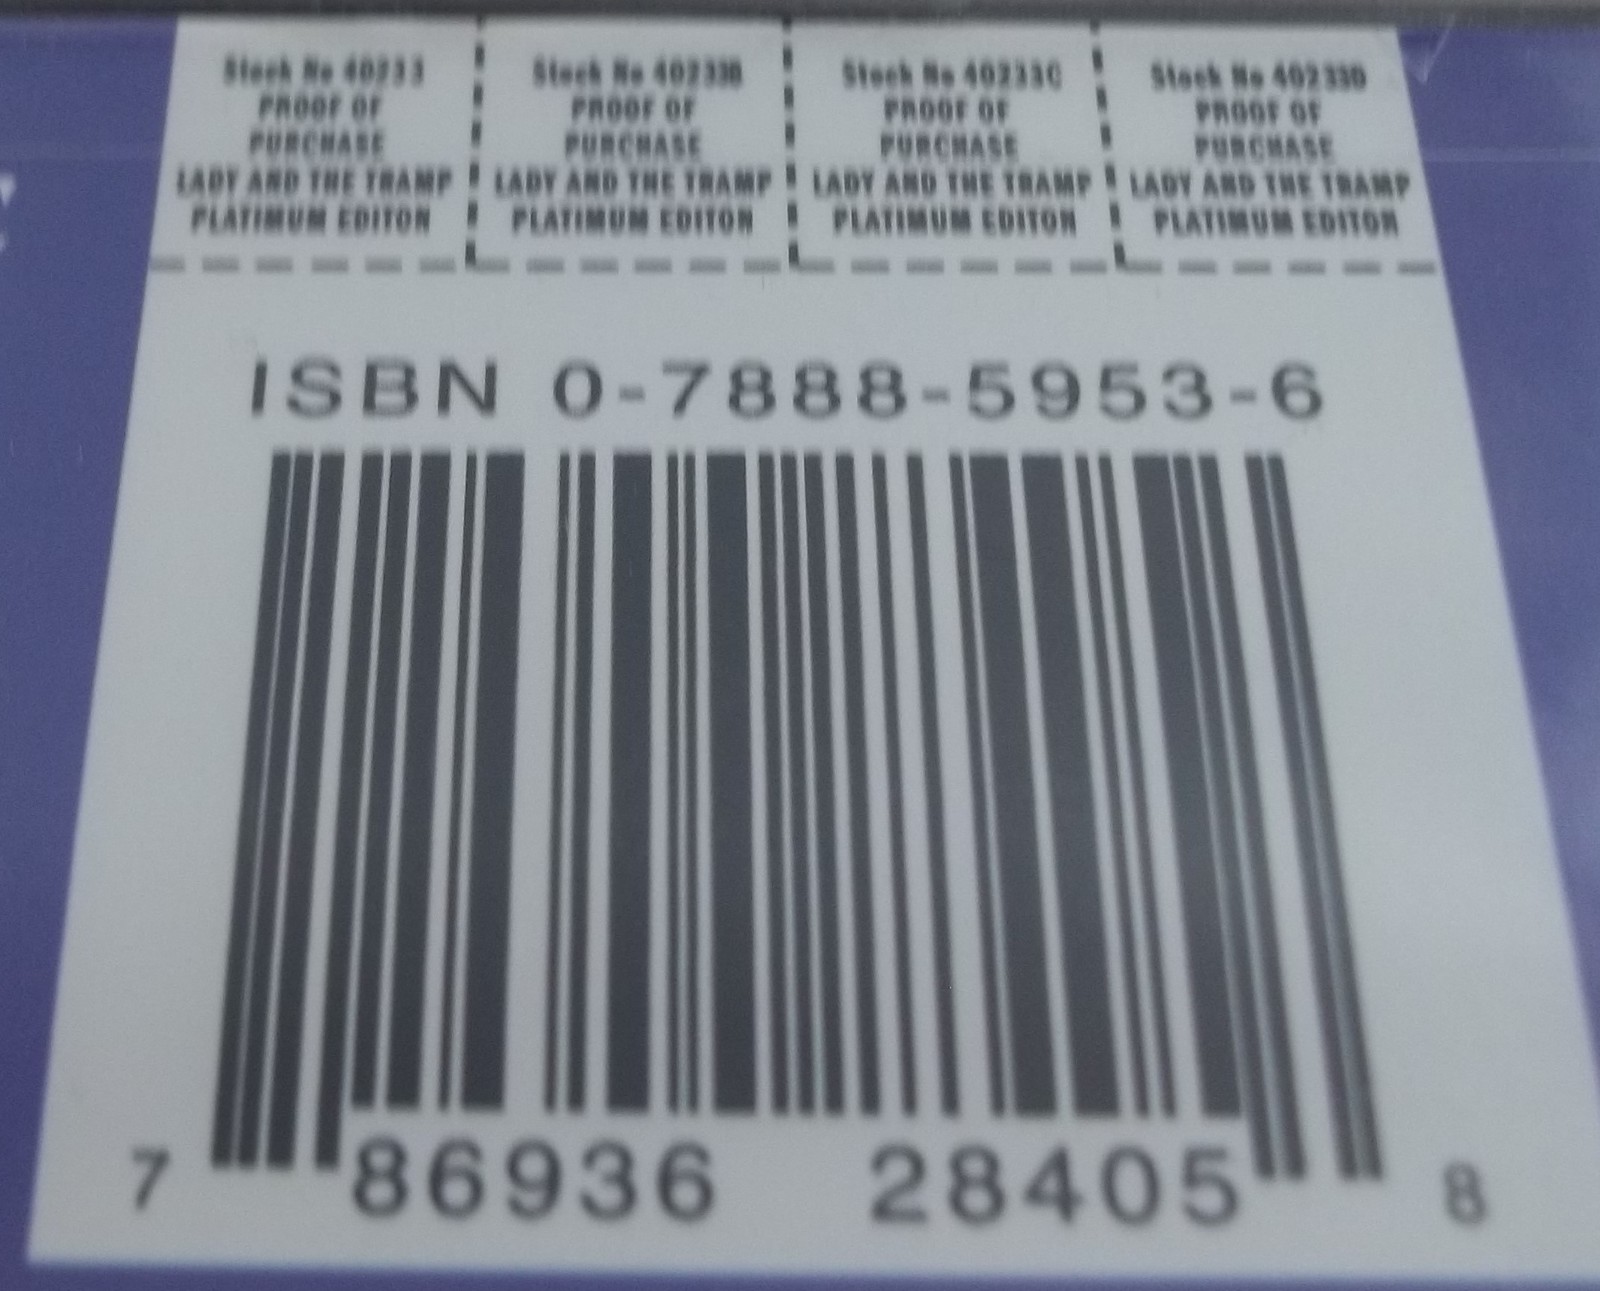 Stock No 40233
PROOF OF
PURCHASE
LADY AND THE TRAMP
PLATIMUM EDITON
Stock No 40233B
PROOF OF
PURCHASE
LADY AND THE TRAMP
PLATIMUM EDITON
Stock No 40233C
PROOF OF
PURCHASE
LADY AND THE TRAMP
PLATIMUM EDITON
Stock No 40233D
PROOF OF
PURCHASE
LADY AND THE TRAMP
PLATIMUM EDITON
ISBN 0-7888-5953-6
7 86936 28405 8